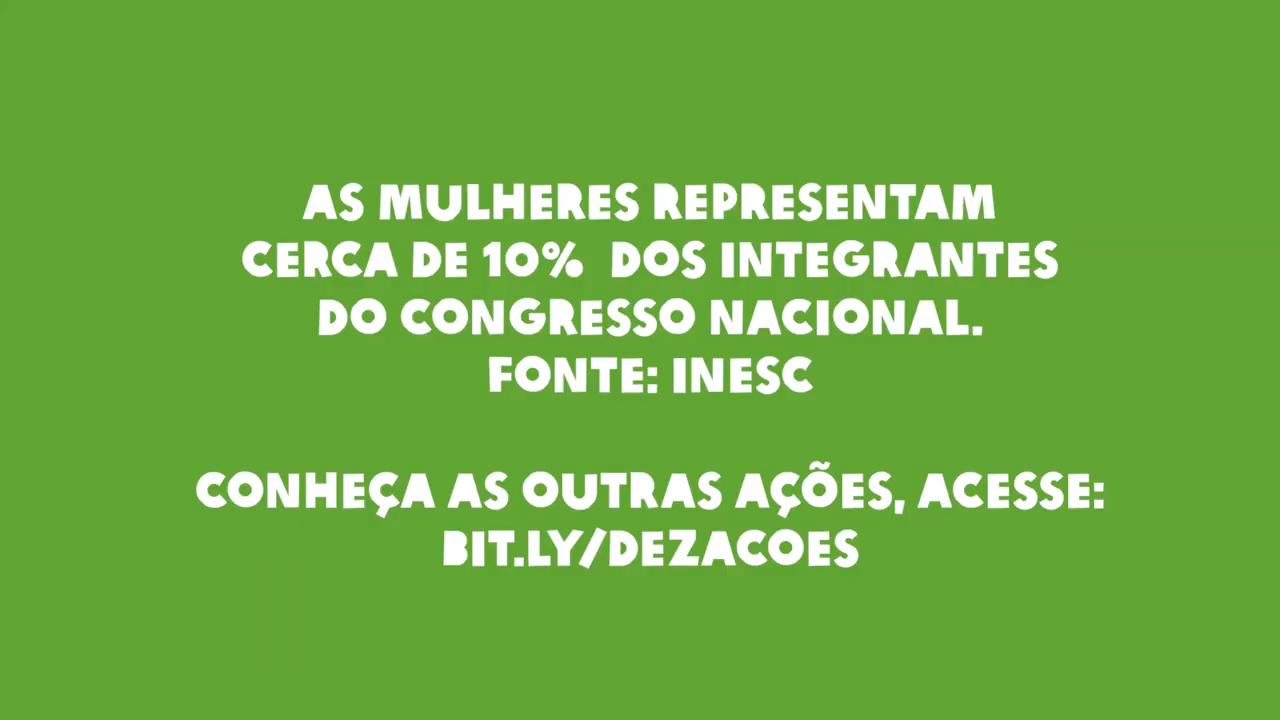 AS MULHERES REPRESENTAM
CERCA DE 10% DOS INTEGRANTES
DO CONGRESSO NACIONAL.
FONTE: INESC
CONHEÇA AS OUTRAS AÇÕES, ACESSE:
BIT.LY/DEZACOES